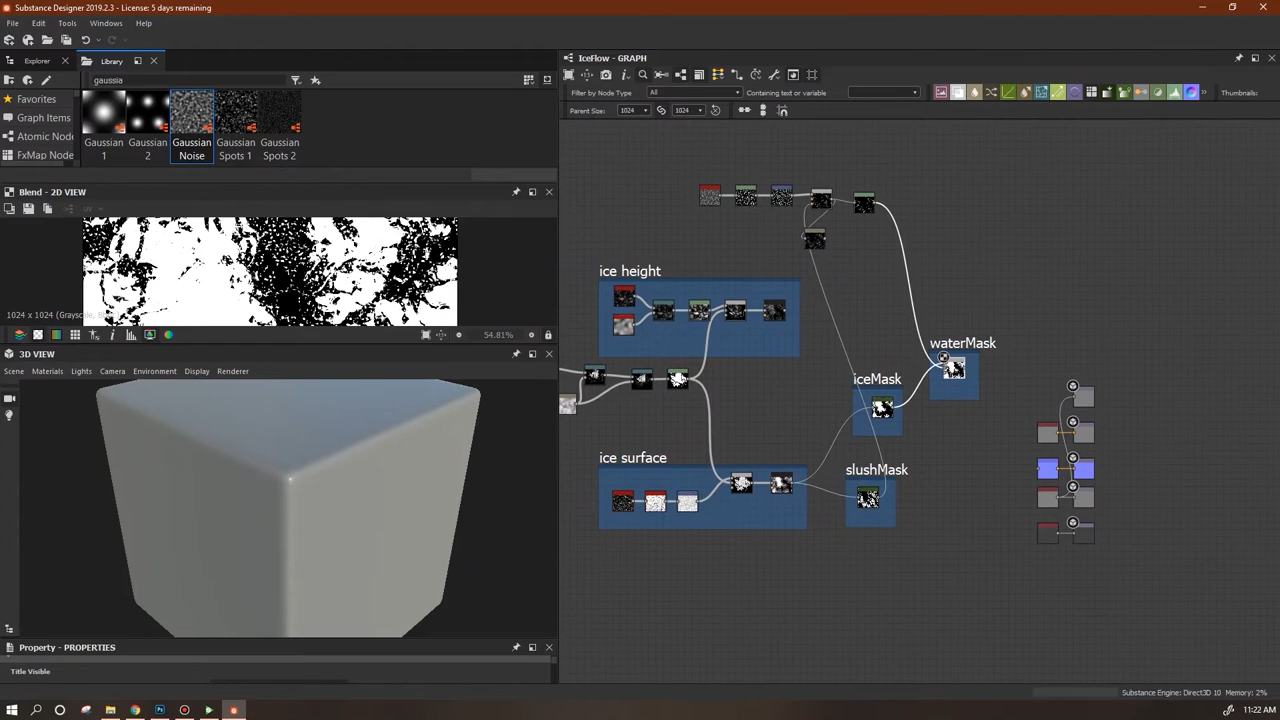 Substance Designer 2019.2.3 - License: 5 days remaining
File Edit Tools Windows Help
Explorer Library
IceFlow - GRAPH
gaussia
Filter by Node Type All Containing text or variable Thumbnails:
Parent Size: 1024 1024
Favorites
Graph Items
Atomic Node
FxMap Node
Gaussian 1
Gaussian 2
Gaussian Noise
Gaussian Spots 1
Gaussian Spots 2
Blend - 2D VIEW
UV
1024 x 1024 (Grayscale,
54.81%
3D VIEW
Scene Materials Lights Camera Environment Display Renderer
ice height
waterMask
iceMask
ice surface
slushMask
Property - PROPERTIES
Title Visible
Substance Engine: Direct3D 10 Memory: 2%
11:22 AM